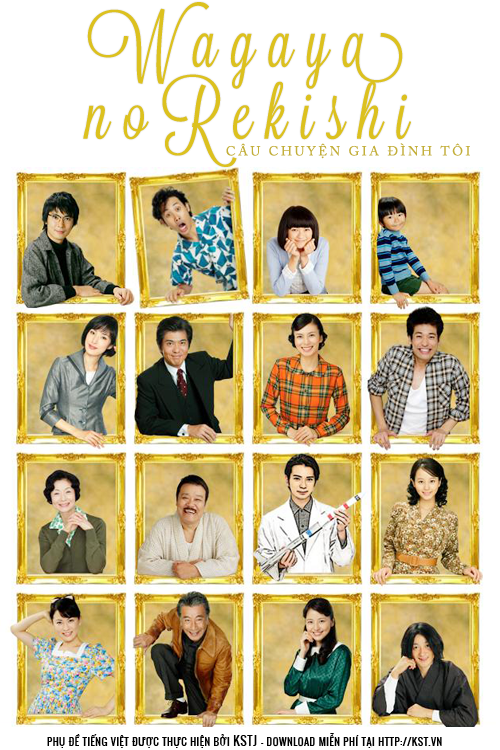 Wagaya
no Rekishi
CÂU CHUYỆN GIA ĐÌNH TÔI
PHỤ ĐỀ TIẾNG VIỆT ĐƯỢC THỰC HIỆN BỞI KSTJ - DOWNLOAD MIỄN PHÍ TẠI HTTP://KST.VN